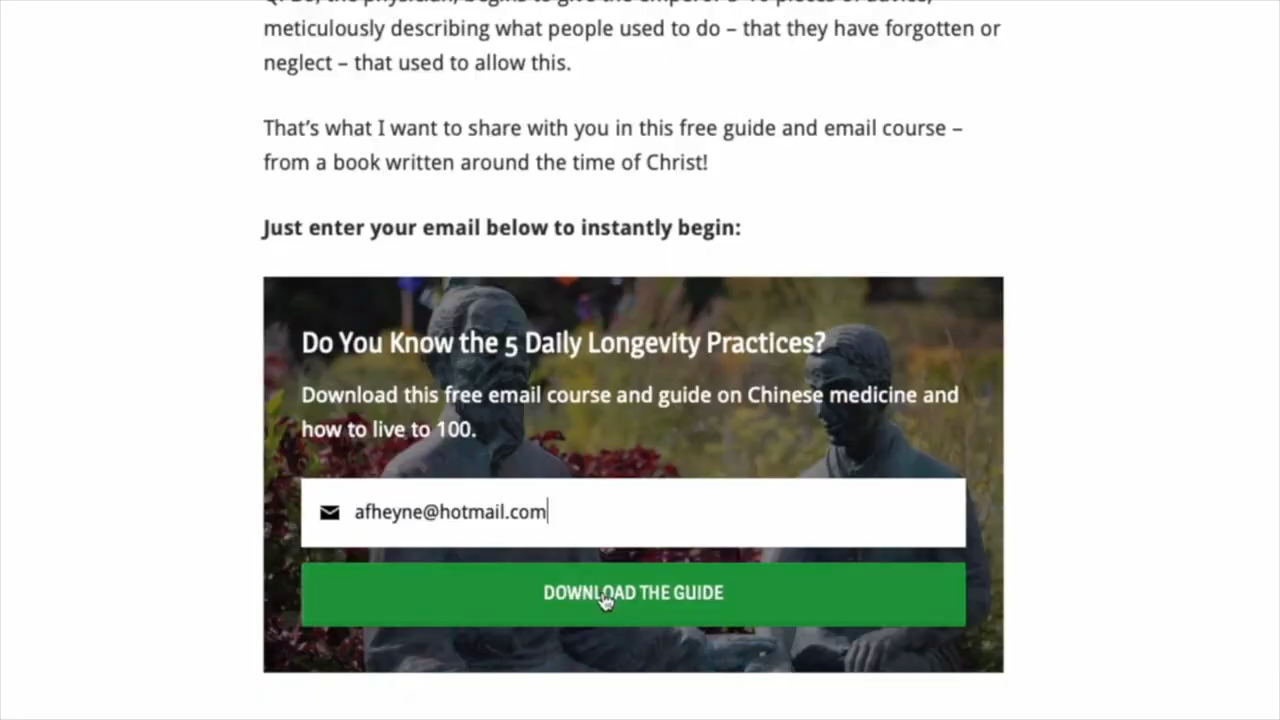 meticulously describing what people used to do – that they have forgotten or
neglect – that used to allow this.
That’s what I want to share with you in this free guide and email course –
from a book written around the time of Christ!
Just enter your email below to instantly begin:
Do You Know the 5 Daily Longevity Practices?
Download this free email course and guide on Chinese medicine and
how to live to 100.
afheyne@hotmail.com
DOWNLOAD THE GUIDE